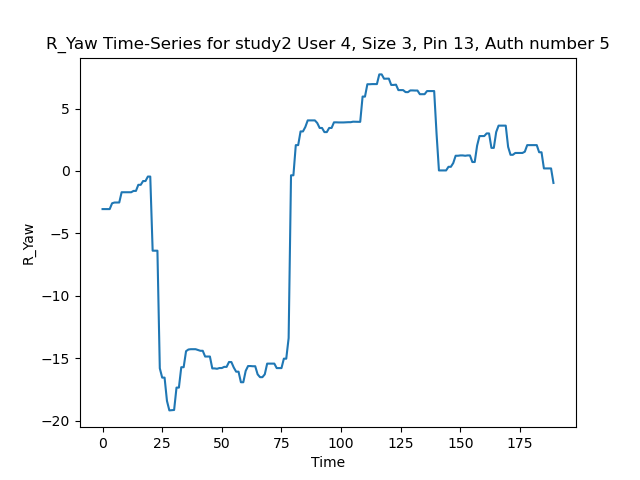 R_Yaw Time-Series for study2 User 4, Size 3, Pin 13, Auth number 5
R_Yaw
5
0
−5
−10
−15
−20
0 25 50 75 100 125 150 175
Time